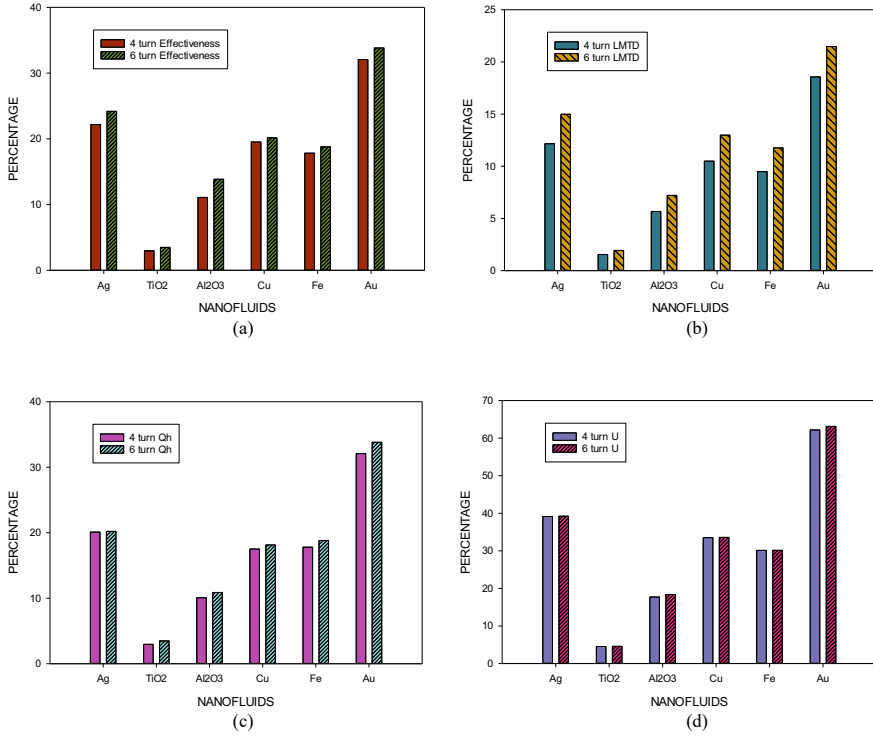 40
30
20
10
0
PERCENTAGE
4 turn Effectiveness
6 turn Effectiveness
Ag TiO2 Al2O3 Cu Fe Au
NANOFLUIDS
(a)
25
20
15
10
5
0
PERCENTAGE
4 turn LMTD
6 turn LMTD
Ag TiO2 Al2O3 Cu Fe Au
NANOFLUIDS
(b)
40
30
20
10
0
PERCENTAGE
4 turn Qh
6 turn Qh
Ag TiO2 Al2O3 Cu Fe Au
NANOFLUIDS
(c)
70
60
50
40
30
20
10
0
PERCENTAGE
4 turn U
6 turn U
Ag TiO2 Al2O3 Cu Fe Au
NANOFLUIDS
(d)